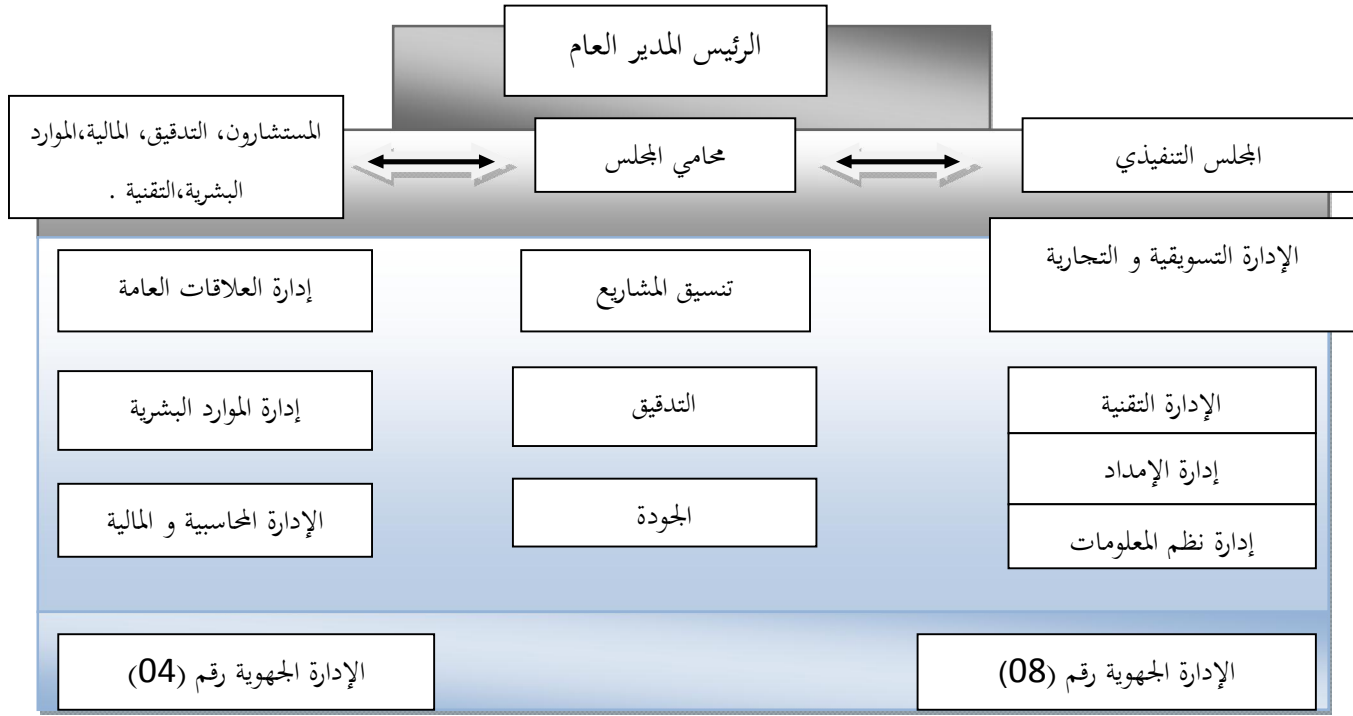 الرئيس المدير العام
المجلس التنفيذي
محامي المجلس
المستشارون، التدقيق، المالية،الموارد
البشرية،التقنية .
الإدارة التسويقية و التجارية
تنسيق المشاريع
إدارة العلاقات العامة
الإدارة التقنية
التدقيق
إدارة الموارد البشرية
إدارة الإمداد
إدارة نظم المعلومات
الجودة
الإدارة المحاسبية و المالية
الإدارة الجهوية رقم (08)
الإدارة الجهوية رقم (04)